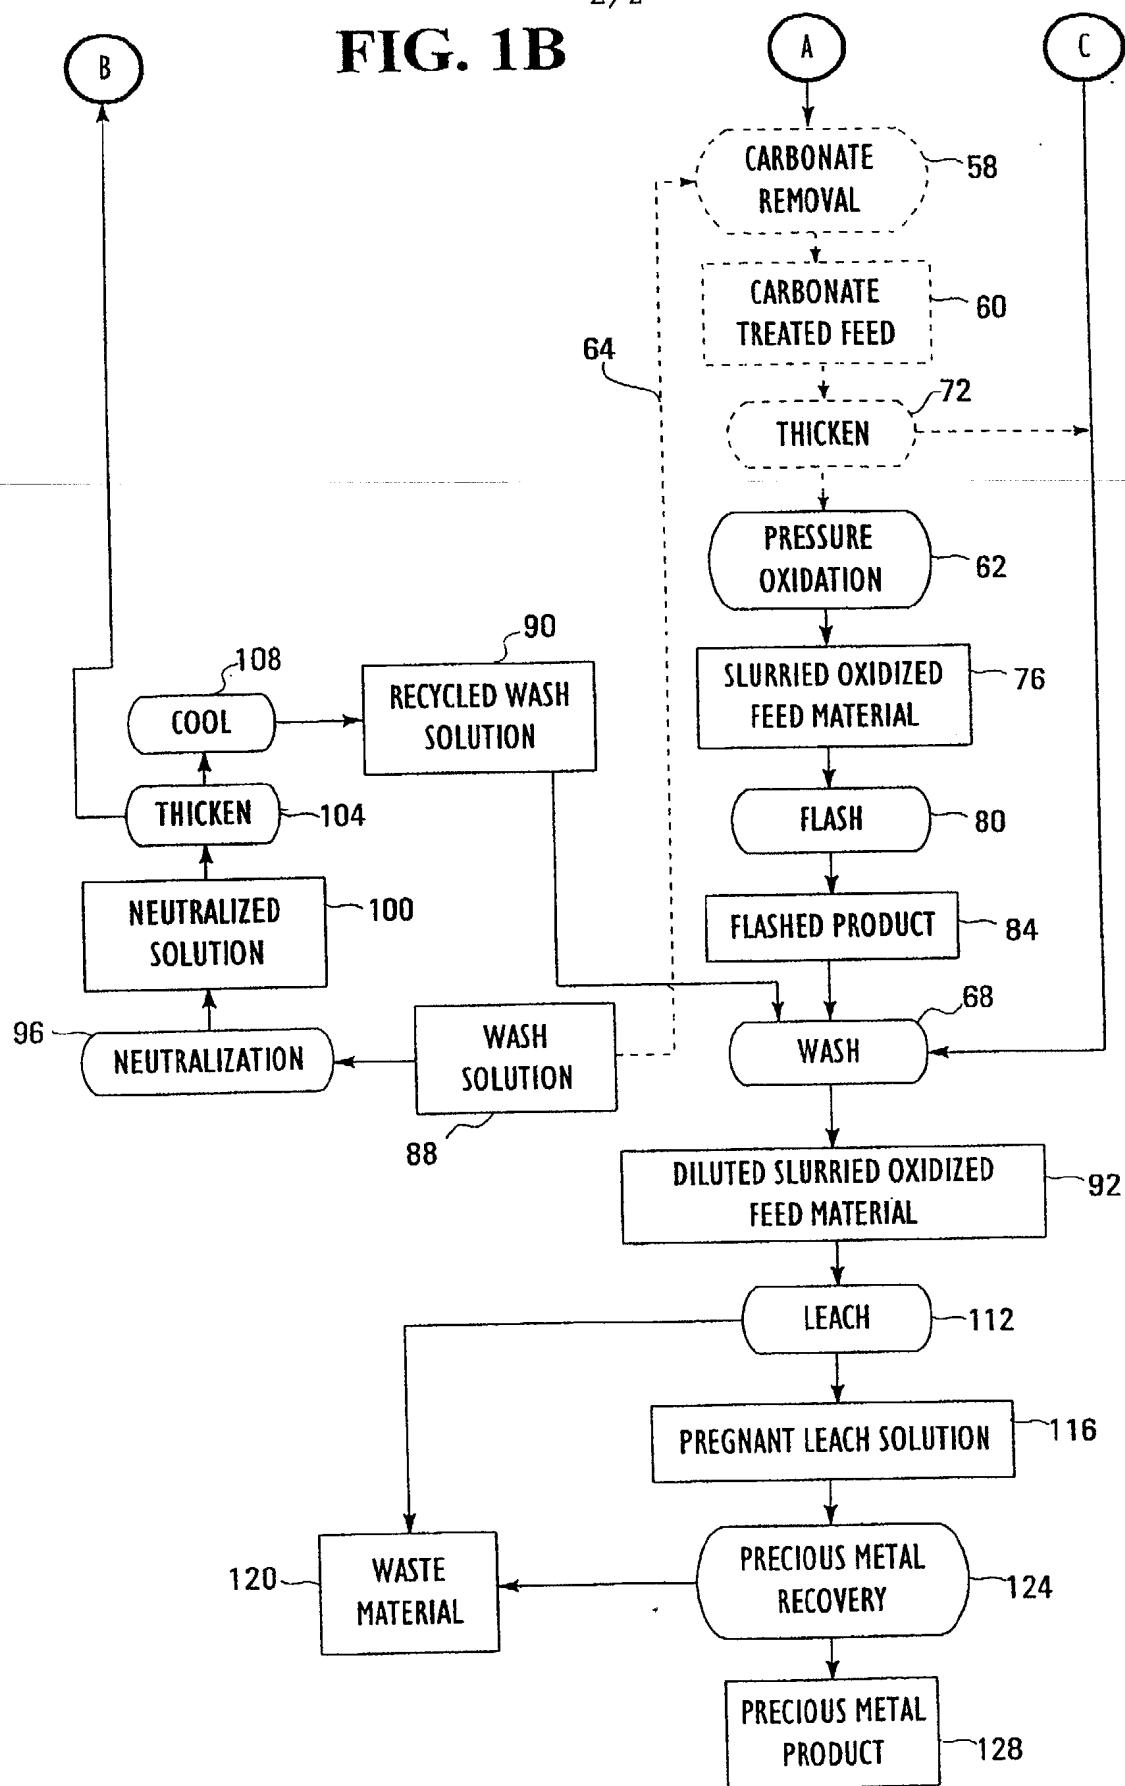 FIG. 1B
B
A
C
CARBONATE
REMOVAL
58
CARBONATE
TREATED FEED
60
64
72
THICKEN
PRESSURE
OXIDATION
62
90
108
SLURRIED OXIDIZED
FEED MATERIAL
76
COOL
RECYCLED WASH
SOLUTION
THICKEN
104
FLASH
80
NEUTRALIZED
SOLUTION
100
FLASHED PRODUCT
84
68
96
NEUTRALIZATION
WASH
SOLUTION
WASH
88
DILUTED SLURRIED OXIDIZED
FEED MATERIAL
92
LEACH
112
PREGNANT LEACH SOLUTION
116
PRECIOUS METAL
RECOVERY
124
120
WASTE
MATERIAL
PRECIOUS METAL
PRODUCT
128